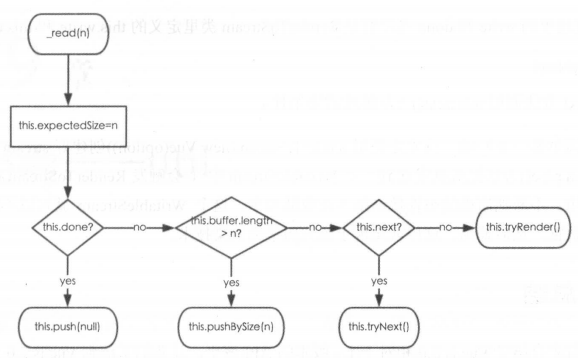 _read(n)
this.expectedSize=n
this.done?
no
this.buffer.length
> n?
no
this.next?
no
this.tryRender()
yes
yes
yes
this.push(null)
this.pushBySize(n)
this.tryNext()